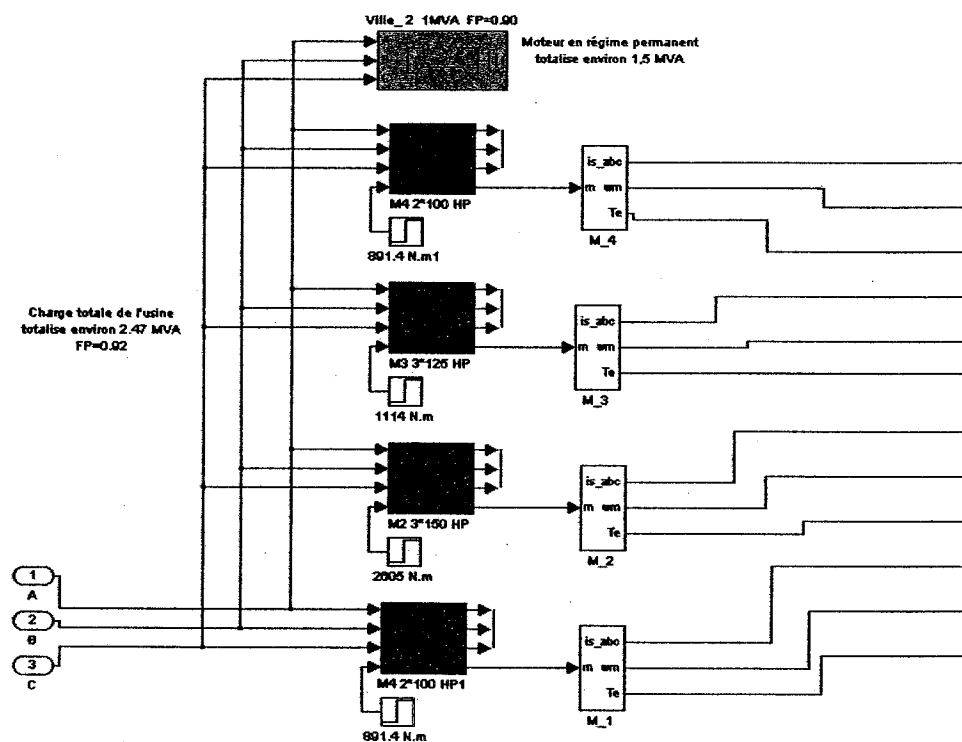 Ville_2 1MVA FP=0.90
Moteur en régime permanent
totalise environ 1,5 MVA
is_abc
m wm
Te
M4 2*100 HP
M_4
891.4 N.m1
Charge totale de l'usine
totalise environ 2.47 MVA
FP=0.92
is_abc
m wm
Te
M3 3*125 HP
M_3
1114 N.m
is_abc
m wm
Te
M2 3*150 HP
M_2
2605 N.m
1
A
2
B
3
C
is_abc
m wm
Te
M4 2*100 HP1
M_1
891.4 N.m